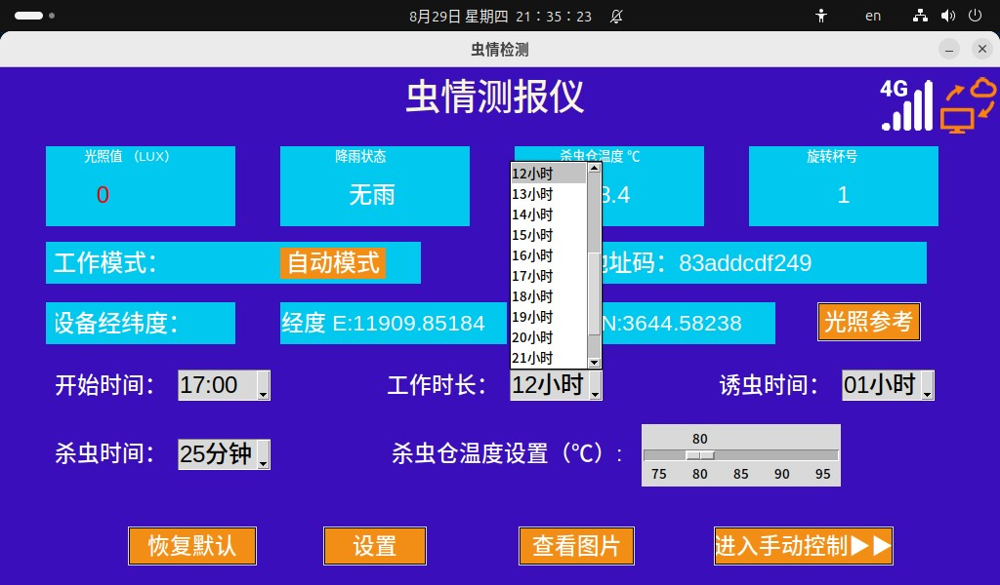 8月29日 星期四 21：35：23
en
虫情检测
虫情测报仪
4G
光照值 （LUX）
降雨状态
杀虫仓温度 ℃
旋转杯号
0
无雨
3.4
1
工作模式：
自动模式
址码：83addcdf249
设备经纬度：
经度 E:11909.85184
N:3644.58238
光照参考
12小时
13小时
14小时
15小时
16小时
17小时
18小时
19小时
20小时
21小时
开始时间：
17:00
工作时长：
12小时
诱虫时间：
01小时
杀虫时间：
25分钟
杀虫仓温度设置（℃）:
80
75 80 85 90 95
恢复默认
设置
查看图片
进入手动控制▶▶